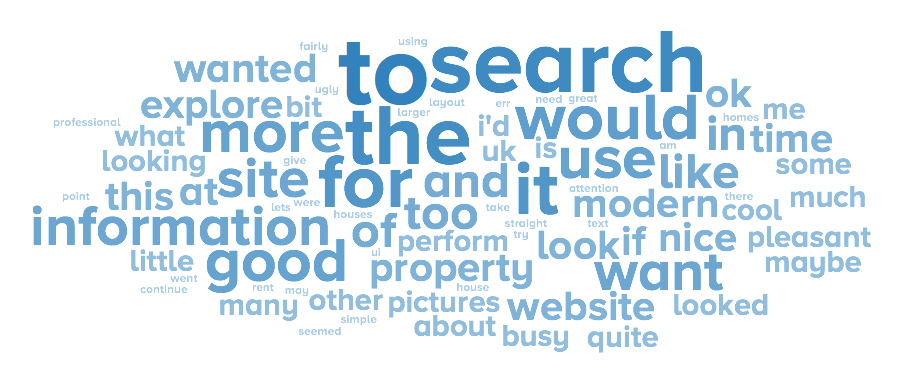 fairly using
wanted to search
ugly ok
explore bit layout err need great me
larger homes
professional what more the i'd would in time
looking uk is am some
give site use like
for and it
point this at attention there much
lets were too take modern cool
information houses of straight text
perform try look if nice pleasant
little good ui property want maybe
went
continue rent may house
many other pictures website looked
simple about
seemed busy quite